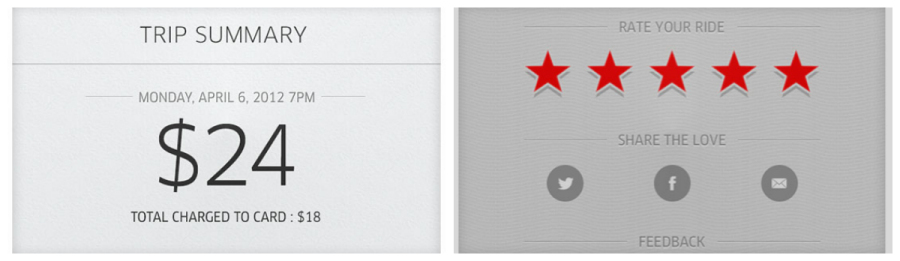 TRIP SUMMARY
MONDAY, APRIL 6, 2012 7PM
$24
TOTAL CHARGED TO CARD : $18
RATE YOUR RIDE
SHARE THE LOVE
FEEDBACK